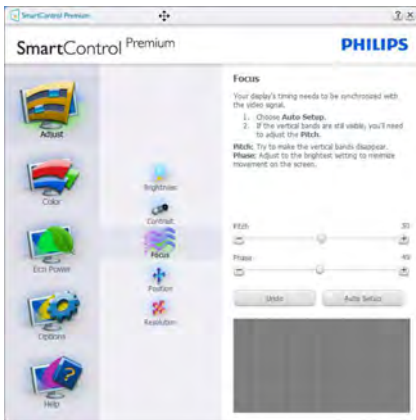 SmartControl Premium
SmartControl Premium
PHILIPS
Adjust
Color
Eco Power
Options
Help
Brightness
Contrast
Focus
Position
Resolution
Focus
Your display's timing needs to be synchronized with
the video signal.
1. Choose Auto Setup.
2. If the vertical bands are still visible, you'll need
to adjust the Pitch.
Pitch: Try to make the vertical bands disappear.
Phase: Adjust to the brightest setting to minimize
movement on the screen.
Pitch
Phase
Undo
Auto Setup